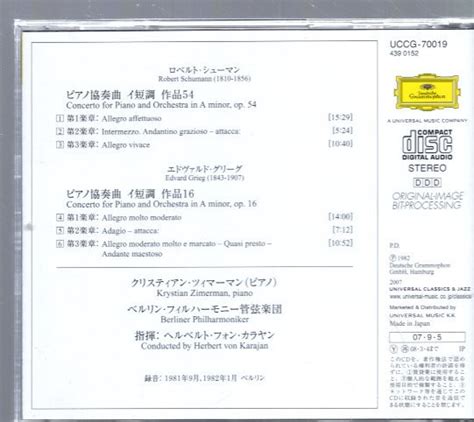 ロベルト・シューマン
Robert Schumann (1810-1856)
ピアノ協奏曲 イ短調 作品54
Concerto for Piano and Orchestra in A minor, op. 54
1 第1楽章: Allegro affettuoso [15:29]
2 第2楽章: Intermezzo. Andantino grazioso – attacca: [5:24]
3 第3楽章: Allegro vivace [10:40]
エドヴァルド・グリーグ
Edvard Grieg (1843-1907)
ピアノ協奏曲 イ短調 作品16
Concerto for Piano and Orchestra in A minor, op. 16
4 第1楽章: Allegro molto moderato [14:00]
5 第2楽章: Adagio – attacca: [7:12]
6 第3楽章: Allegro moderato molto e marcato – Quasi presto – [10:52]
Andante maestoso
クリスティアン・ツィマーマン(ピアノ)
Krystian Zimerman, piano
ベルリン・フィルハーモニー管弦楽団
Berliner Philharmoniker
指揮: ヘルベルト・フォン・カラヤン
Conducted by Herbert von Karajan
録音: 1981年9月, 1982年1月 ベルリン
UCCG-70019
439 0152
Deutsche Grammophon
A UNIVERSAL MUSIC COMPANY
COMPACT
disc
DIGITAL AUDIO
STEREO
DDD
ORIGINAL-IMAGE
BIT-PROCESSING
P.D.
Ⓟ 1982
Deutsche Grammophon
GmbH, Hamburg
2007
UNIVERSAL CLASSICS & JAZZ
universal-music.co.jp/classics
Marketed & Distributed by
UNIVERSAL MUSIC K.K.
Made in Japan
07・9・5